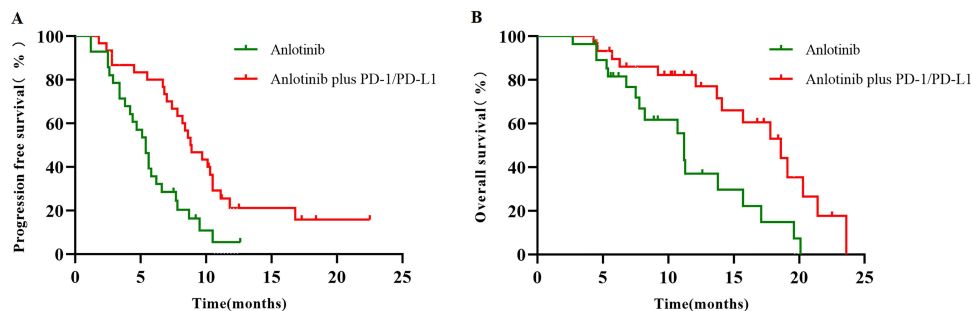 A
Progression free survival( %)
100
80
60
40
20
0
0 5 10 15 20 25
Time(months)
Anlotinib
Anlotinib plus PD-1/PD-L1
B
Overall survival( %)
100
80
60
40
20
0
0 5 10 15 20 25
Time(months)
Anlotinib
Anlotinib plus PD-1/PD-L1